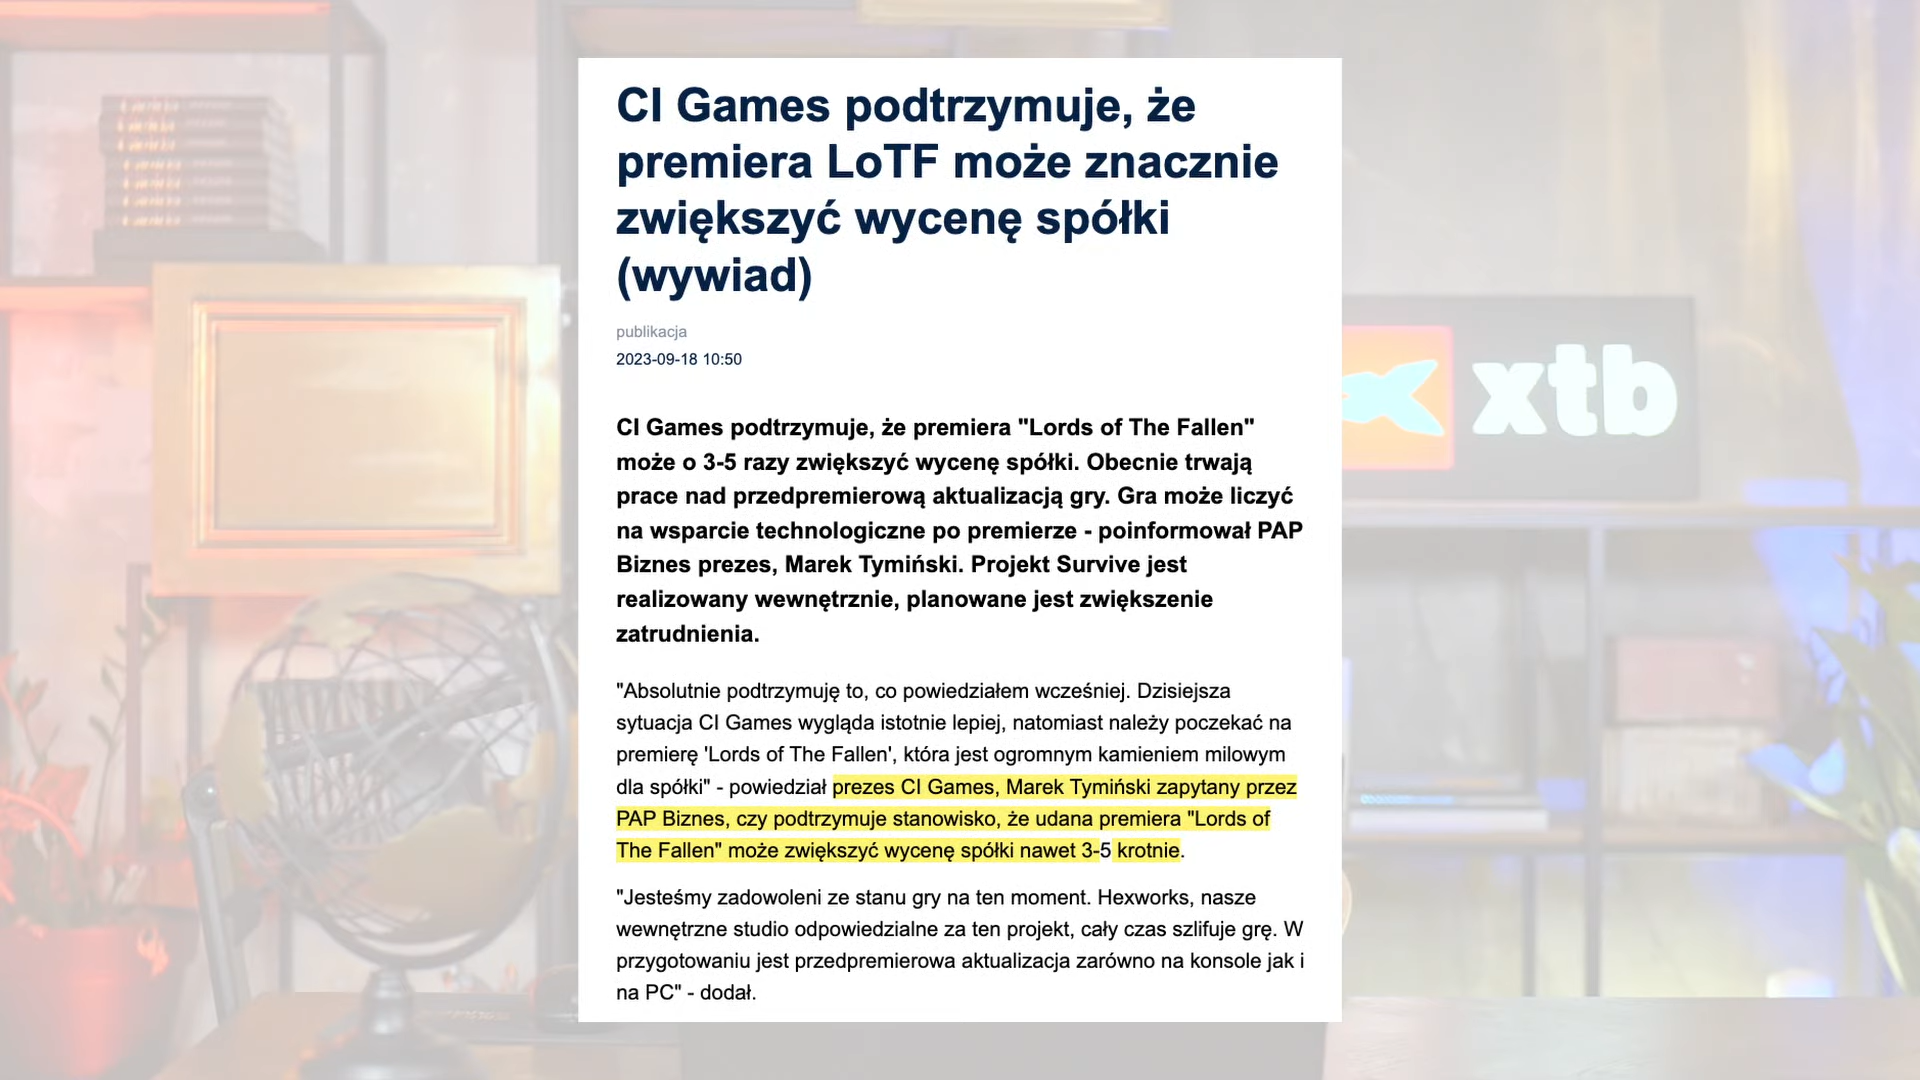 CI Games podtrzymuje, że
premiera LoTF może znacznie
zwiększyć wycenę spółki
(wywiad)
publikacja
2023-09-18 10:50
CI Games podtrzymuje, że premiera "Lords of The Fallen"
może o 3-5 razy zwiększyć wycenę spółki. Obecnie trwają
prace nad przedpremierową aktualizacją gry. Gra może liczyć
na wsparcie technologiczne po premierze - poinformował PAP
Biznes prezes, Marek Tymiński. Projekt Survive jest
realizowany wewnętrznie, planowane jest zwiększenie
zatrudnienia.
"Absolutnie podtrzymuję to, co powiedziałem wcześniej. Dzisiejsza
sytuacja CI Games wygląda istotnie lepiej, natomiast należy poczekać na
premierę 'Lords of The Fallen', która jest ogromnym kamieniem milowym
dla spółki" - powiedział prezes CI Games, Marek Tymiński zapytany przez
PAP Biznes, czy podtrzymuje stanowisko, że udana premiera "Lords of
The Fallen" może zwiększyć wycenę spółki nawet 3-5 krotnie.
"Jesteśmy zadowoleni ze stanu gry na ten moment. Hexworks, nasze
wewnętrzne studio odpowiedzialne za ten projekt, cały czas szlifuje grę. W
przygotowaniu jest przedpremierowa aktualizacja zarówno na konsole jak i
na PC" - dodał.
xtb